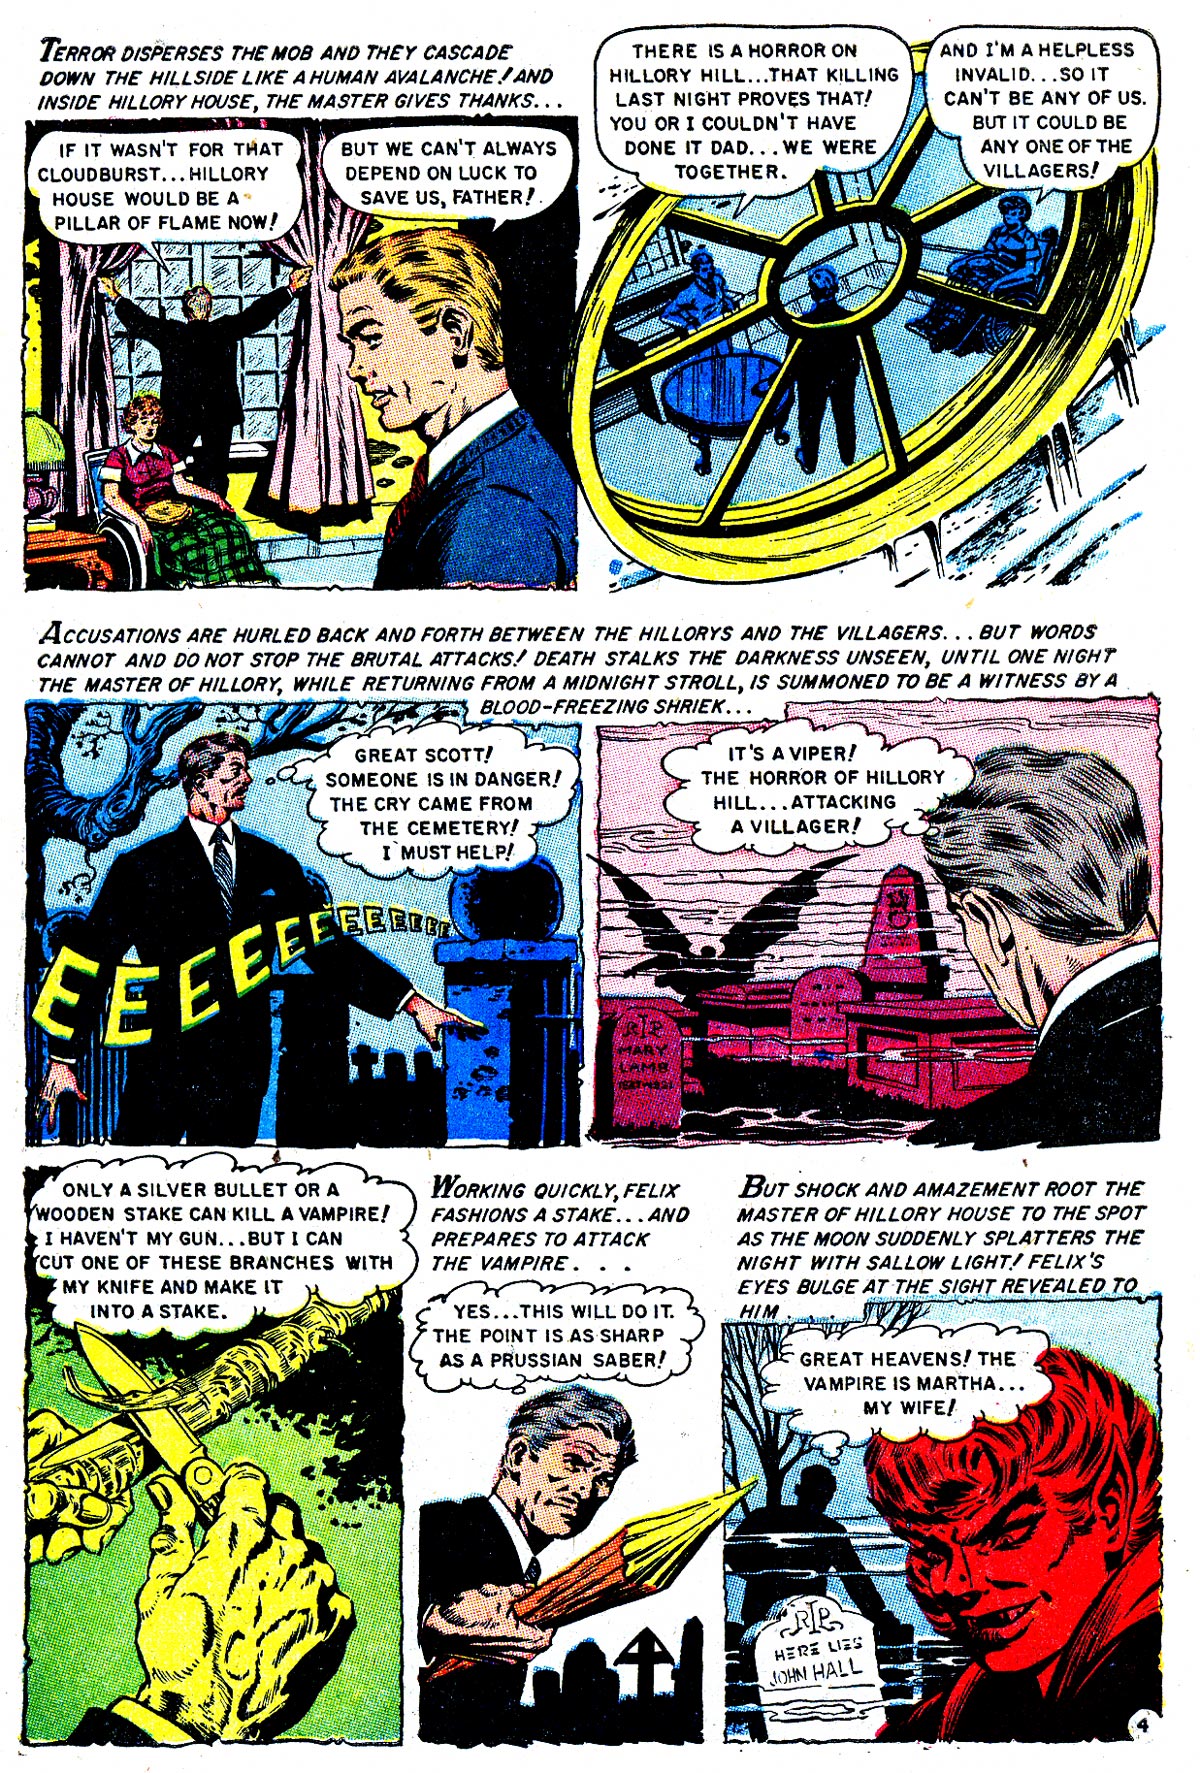 TERROR DISPERSES THE MOB AND THEY CASCADE
DOWN THE HILLSIDE LIKE A HUMAN AVALANCHE! AND
INSIDE HILLORY HOUSE, THE MASTER GIVES THANKS...
IF IT WASN'T FOR THAT
CLOUDBURST...HILLORY
HOUSE WOULD BE A
PILLAR OF FLAME NOW!
BUT WE CAN'T ALWAYS
DEPEND ON LUCK TO
SAVE US, FATHER!
THERE IS A HORROR ON
HILLORY HILL...THAT KILLING
LAST NIGHT PROVES THAT!
YOU OR I COULDN'T HAVE
DONE IT DAD...WE WERE
TOGETHER.
AND I'M A HELPLESS
INVALID...SO IT
CAN'T BE ANY OF US.
BUT IT COULD BE
ANY ONE OF THE
VILLAGERS!
ACCUSATIONS ARE HURLED BACK AND FORTH BETWEEN THE HILLORYS AND THE VILLAGERS...BUT WORDS
CANNOT AND DO NOT STOP THE BRUTAL ATTACKS! DEATH STALKS THE DARKNESS UNSEEN, UNTIL ONE NIGHT
THE MASTER OF HILLORY, WHILE RETURNING FROM A MIDNIGHT STROLL, IS SUMMONED TO BE A WITNESS BY A
BLOOD-FREEZING SHRIEK...
GREAT SCOTT!
SOMEONE IS IN DANGER!
THE CRY CAME FROM
THE CEMETERY!
I MUST HELP!
EEEEEEEEEEEEE
IT'S A VIPER!
THE HORROR OF HILLORY
HILL...ATTACKING
A VILLAGER!
RIP
MARY
LAMB
ONLY A SILVER BULLET OR A
WOODEN STAKE CAN KILL A VAMPIRE!
I HAVEN'T MY GUN...BUT I CAN
CUT ONE OF THESE BRANCHES WITH
MY KNIFE AND MAKE IT
INTO A STAKE.
WORKING QUICKLY, FELIX
FASHIONS A STAKE...AND
PREPARES TO ATTACK
THE VAMPIRE...
YES...THIS WILL DO IT.
THE POINT IS AS SHARP
AS A PRUSSIAN SABER!
BUT SHOCK AND AMAZEMENT ROOT THE
MASTER OF HILLORY HOUSE TO THE SPOT
AS THE MOON SUDDENLY SPLATTERS THE
NIGHT WITH SALLOW LIGHT! FELIX'S
EYES BULGE AT THE SIGHT REVEALED TO
HIM...
GREAT HEAVENS! THE
VAMPIRE IS MARTHA...
MY WIFE!
RIP
HERE LIES
JOHN HALL
4